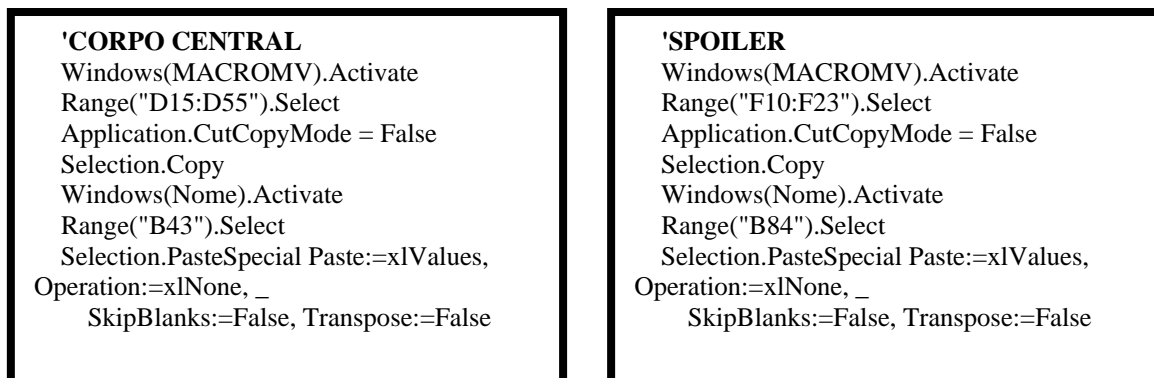 'CORPO CENTRAL
Windows(MACROMV).Activate
Range("D15:D55").Select
Application.CutCopyMode = False
Selection.Copy
Windows(Nome).Activate
Range("B43").Select
Selection.PasteSpecial Paste:=xlValues,
Operation:=xlNone, _
SkipBlanks:=False, Transpose:=False
'SPOILER
Windows(MACROMV).Activate
Range("F10:F23").Select
Application.CutCopyMode = False
Selection.Copy
Windows(Nome).Activate
Range("B84").Select
Selection.PasteSpecial Paste:=xlValues,
Operation:=xlNone, _
SkipBlanks:=False, Transpose:=False